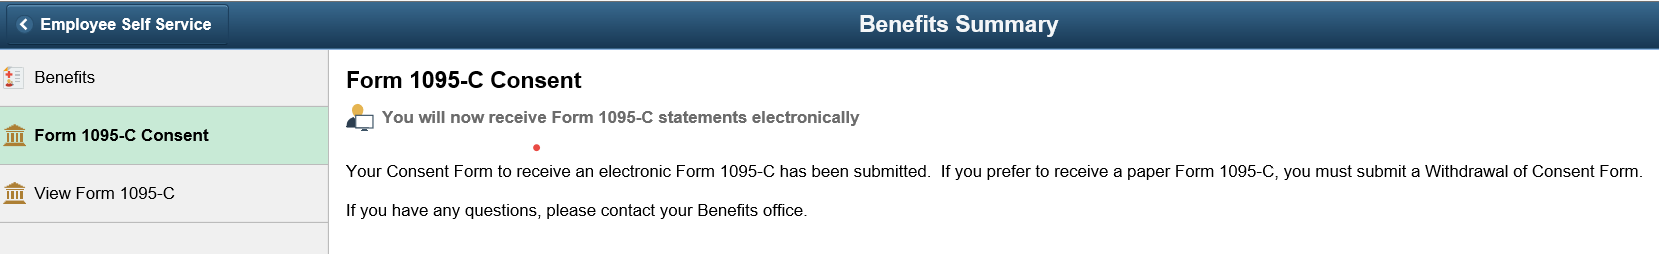 Employee Self Service
Benefits Summary
Benefits
Form 1095-C Consent
View Form 1095-C
Form 1095-C Consent
You will now receive Form 1095-C statements electronically
Your Consent Form to receive an electronic Form 1095-C has been submitted.  If you prefer to receive a paper Form 1095-C, you must submit a Withdrawal of Consent Form.
If you have any questions, please contact your Benefits office.